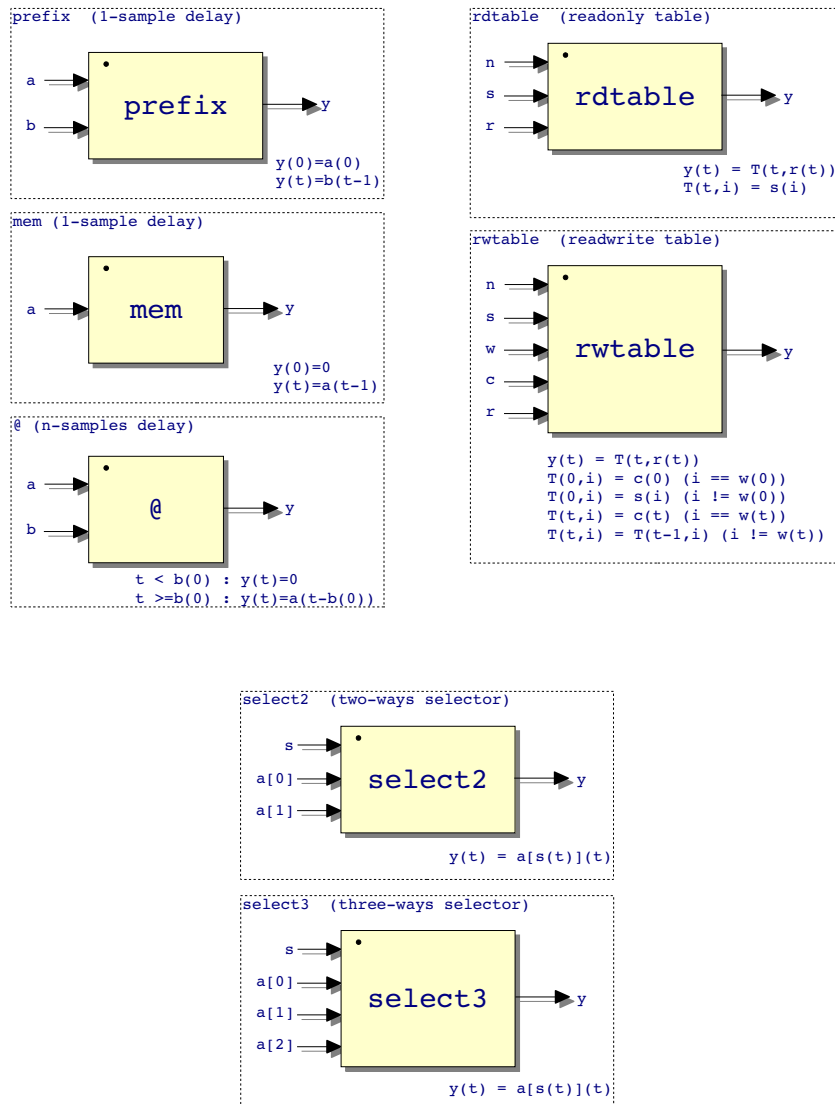 prefix  (1-sample delay)
a
b
prefix
y
y(0)=a(0)
y(t)=b(t-1)
mem (1-sample delay)
a
mem
y
y(0)=0
y(t)=a(t-1)
@ (n-samples delay)
a
b
@
y
t < b(0) : y(t)=0
t >=b(0) : y(t)=a(t-b(0))
rdtable  (readonly table)
n
s
r
rdtable
y
y(t) = T(t,r(t))
T(t,i) = s(i)
rwtable  (readwrite table)
n
s
w
c
r
rwtable
y
y(t) = T(t,r(t))
T(0,i) = c(0) (i == w(0))
T(0,i) = s(i) (i != w(0))
T(t,i) = c(t) (i == w(t))
T(t,i) = T(t-1,i) (i != w(t))
select2  (two-ways selector)
s
a[0]
a[1]
select2
y
y(t) = a[s(t)](t)
select3  (three-ways selector)
s
a[0]
a[1]
a[2]
select3
y
y(t) = a[s(t)](t)